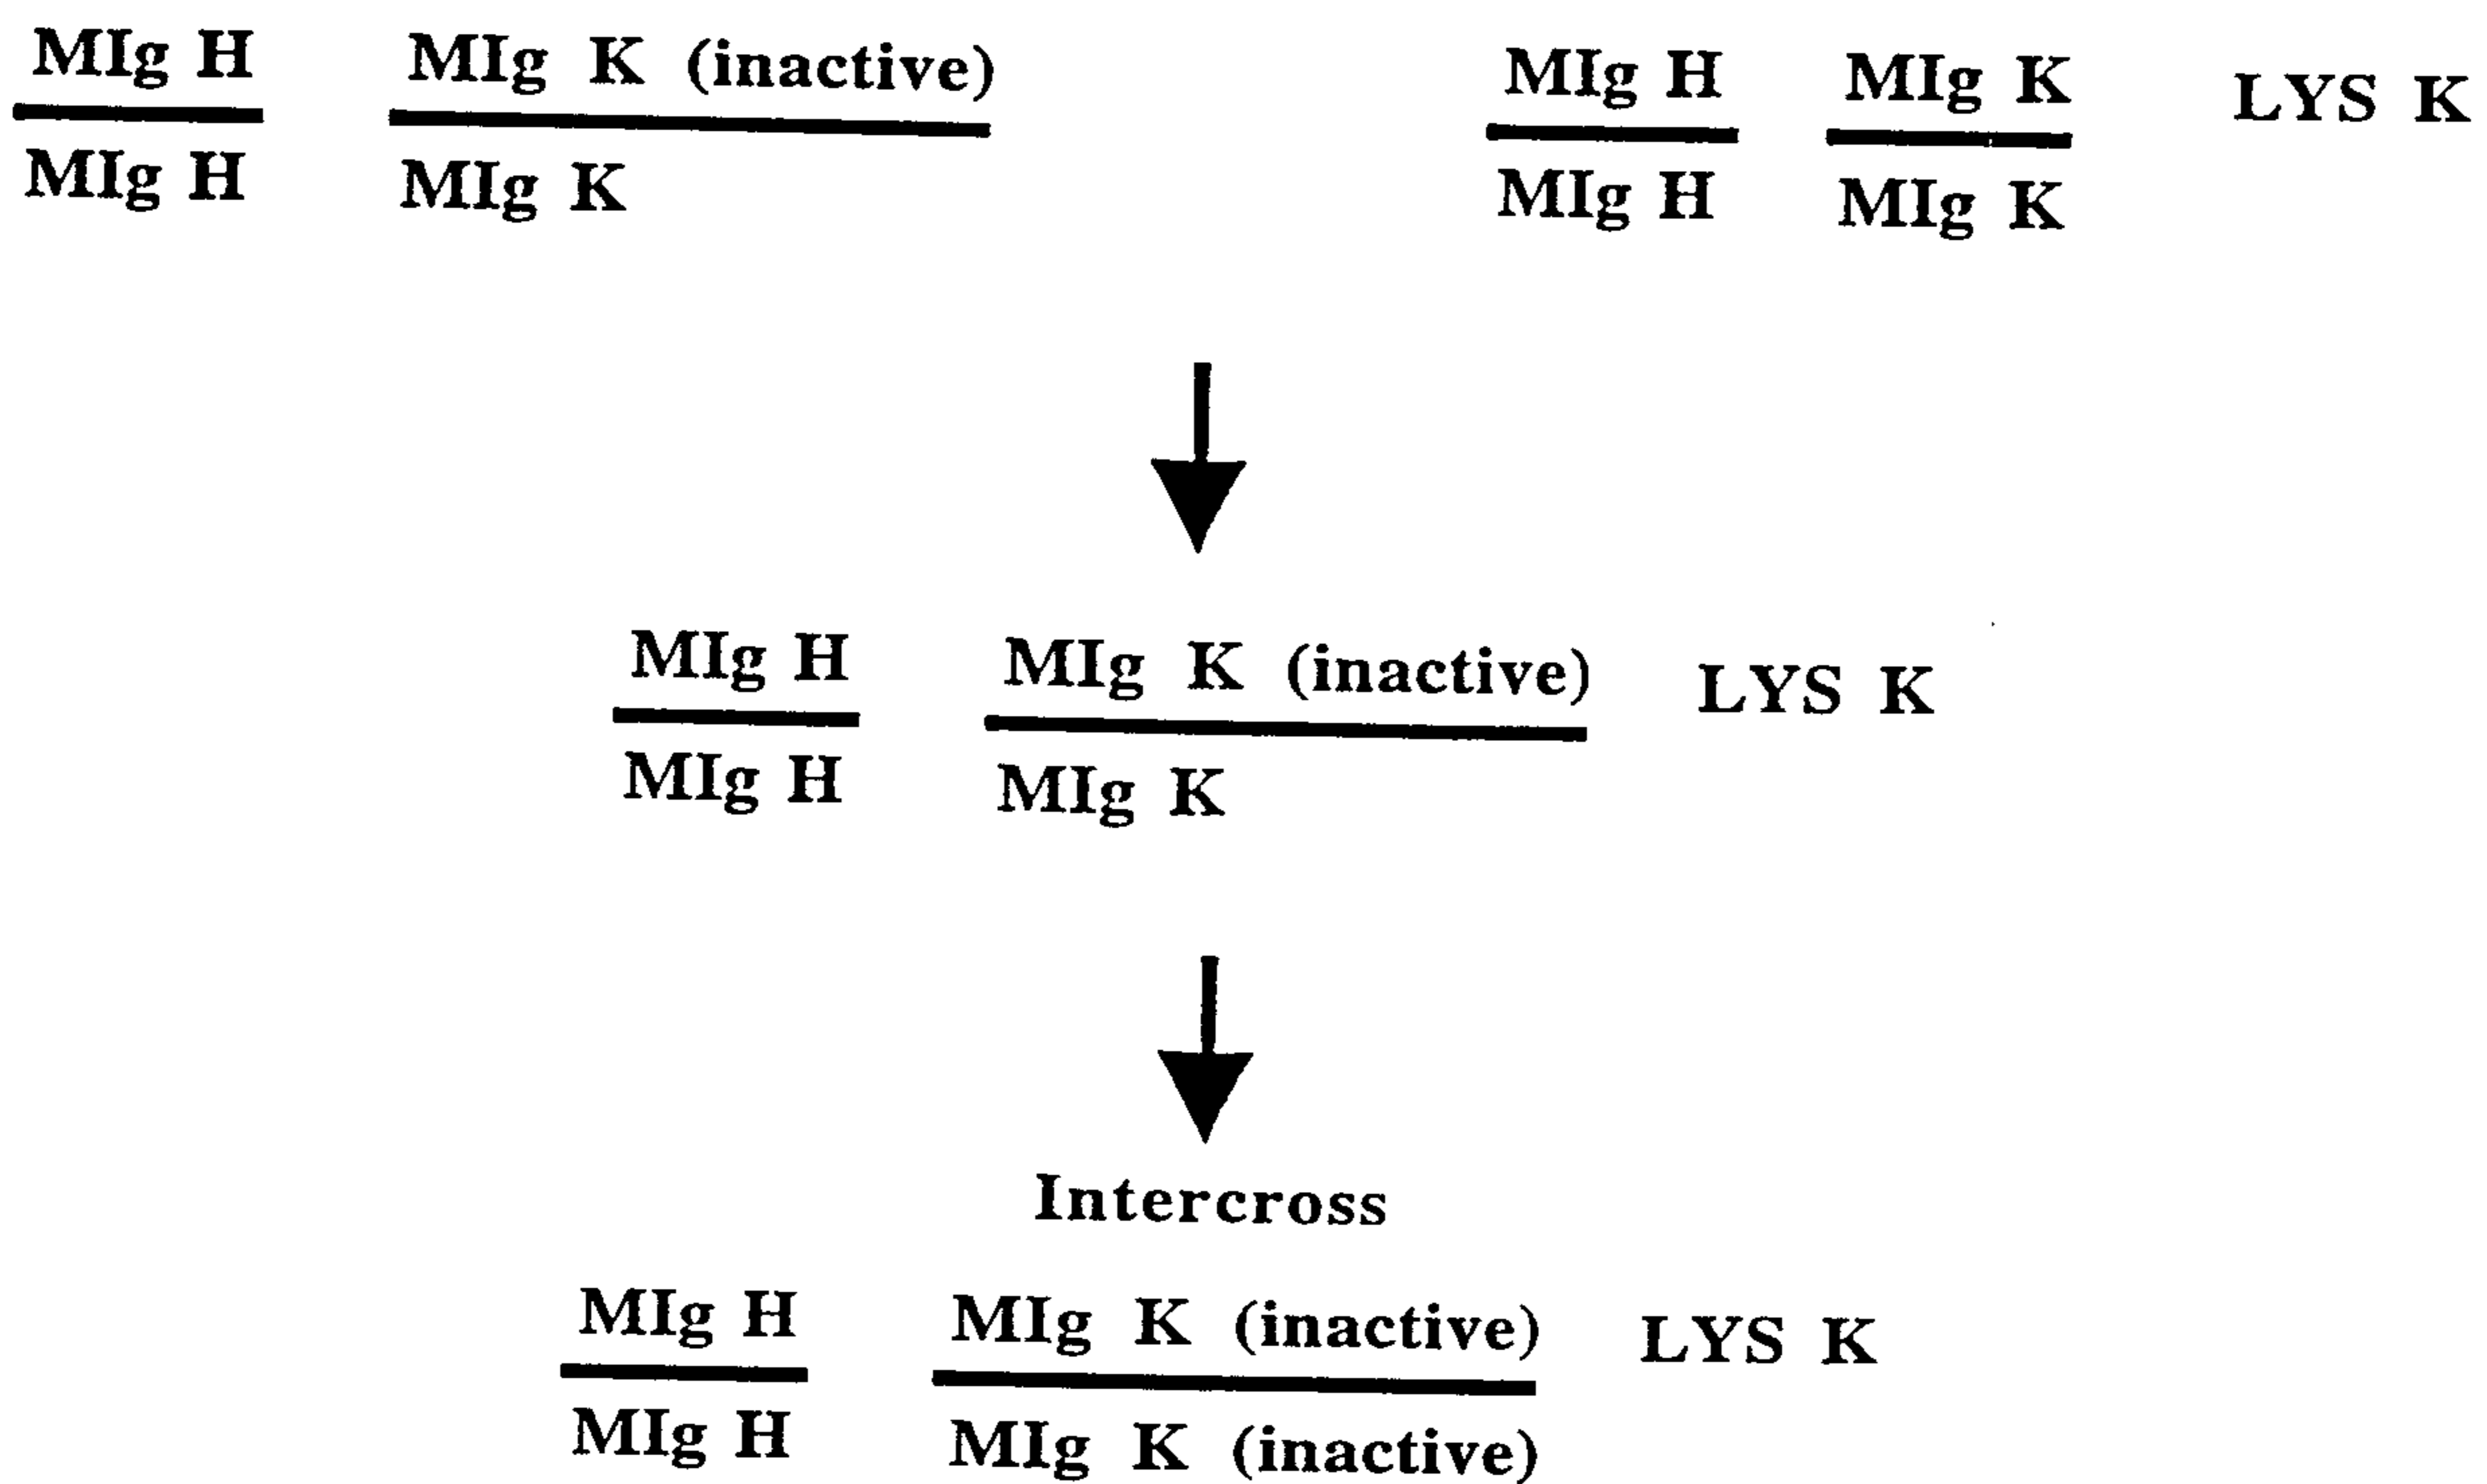 MIg H MIg K (inactive) MIg H MIg K LYS K
MIg H MIg K MIg H MIg K
MIg H MIg K (inactive) LYS K
MIg H MIg K
Intercross
MIg H MIg K (inactive) LYS K
MIg H MIg K (inactive)